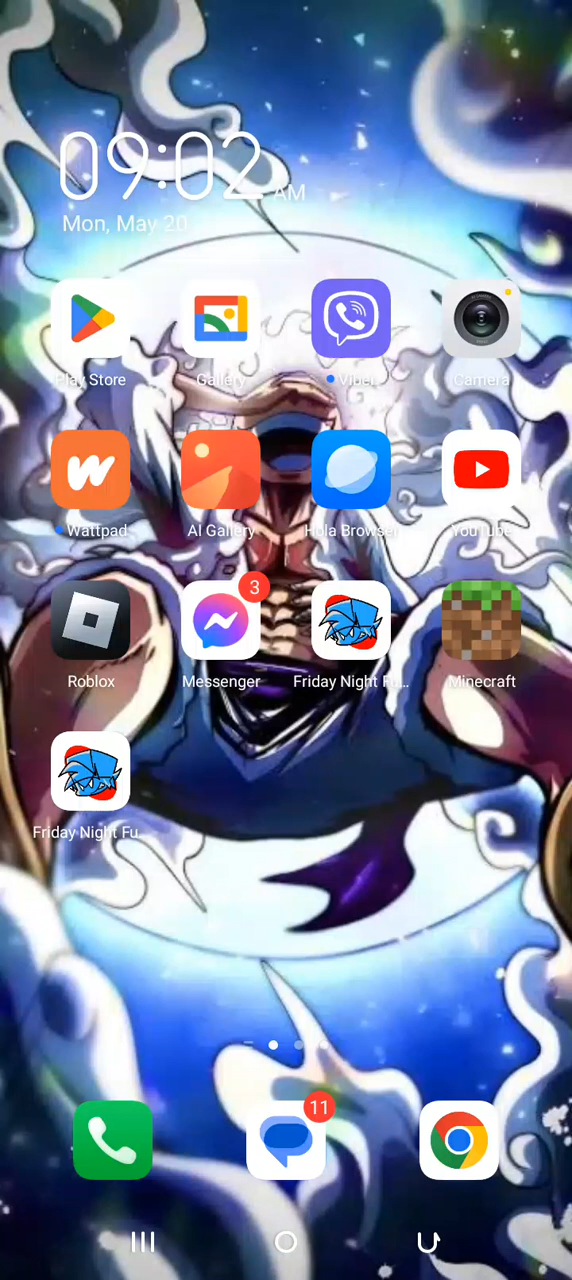 09:02 AM
Mon, May 20
Play Store
Gallery
Viber
Camera
Wattpad
AI Gallery
Hola Browser
YouTube
Roblox
3
Messenger
Friday Night Fu...
Minecraft
Friday Night Fu...
11